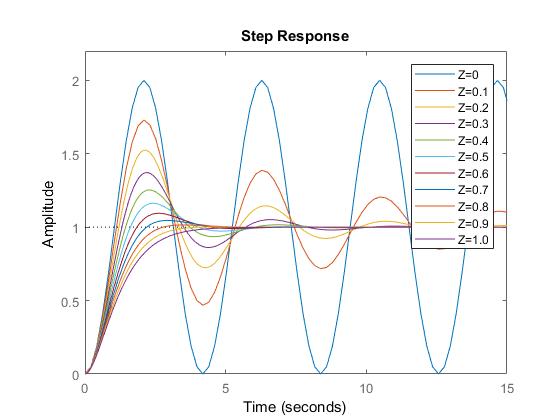 Step Response
Amplitude
2
1.5
1
0.5
0
0
5
10
15
Time (seconds)
Z=0
Z=0.1
Z=0.2
Z=0.3
Z=0.4
Z=0.5
Z=0.6
Z=0.7
Z=0.8
Z=0.9
Z=1.0